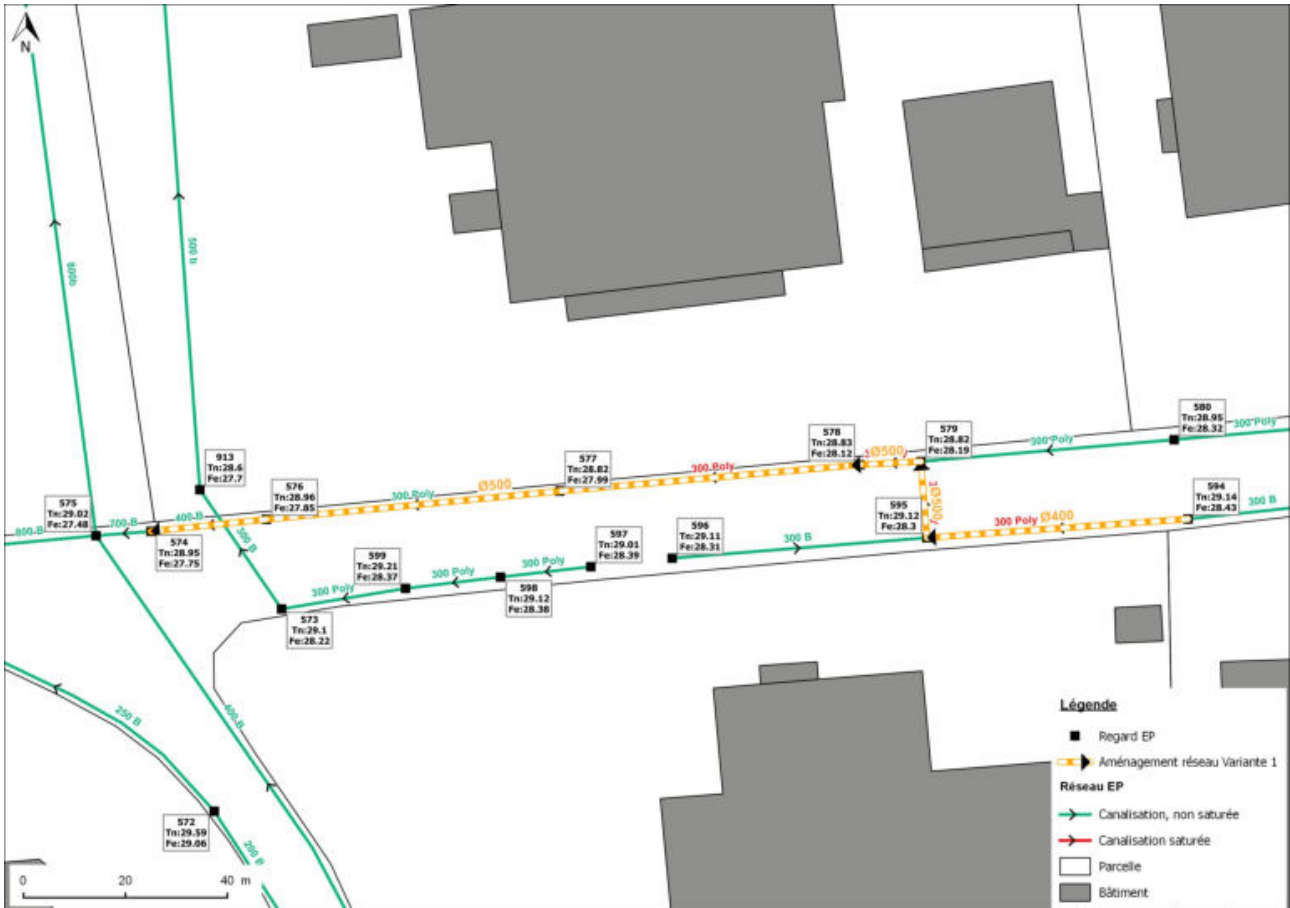 N
600b
500 b
580
Tn:28.95
Fe:28.32
300 Poly
578
Tn:28.83
Fe:28.12
579
Tn:28.82
Fe:28.19
300 Poly
Ø500
577
Tn:28.82
Fe:27.99
300 Poly
913
Tn:28.6
Fe:27.7
576
Tn:28.96
Fe:27.85
300 Poly
Ø500
594
Tn:29.14
Fe:28.43
300 B
575
Tn:29.02
Fe:27.48
595
Tn:29.12
Fe:28.3
Ø500
300 Poly
Ø400
800 B
700 B
400 B
574
Tn:28.95
Fe:27.75
300 B
596
Tn:29.11
Fe:28.31
300 B
597
Tn:29.01
Fe:28.39
599
Tn:29.21
Fe:28.37
300 Poly
300 Poly
300 Poly
598
Tn:29.12
Fe:28.38
573
Tn:29.1
Fe:28.22
250 B
400 B
572
Tn:29.59
Fe:29.06
200 B
Légende
Regard EP
Aménagement réseau Variante 1
Réseau EP
Canalisation, non saturée
Canalisation saturée
Parcelle
Bâtiment
0 20 40 m